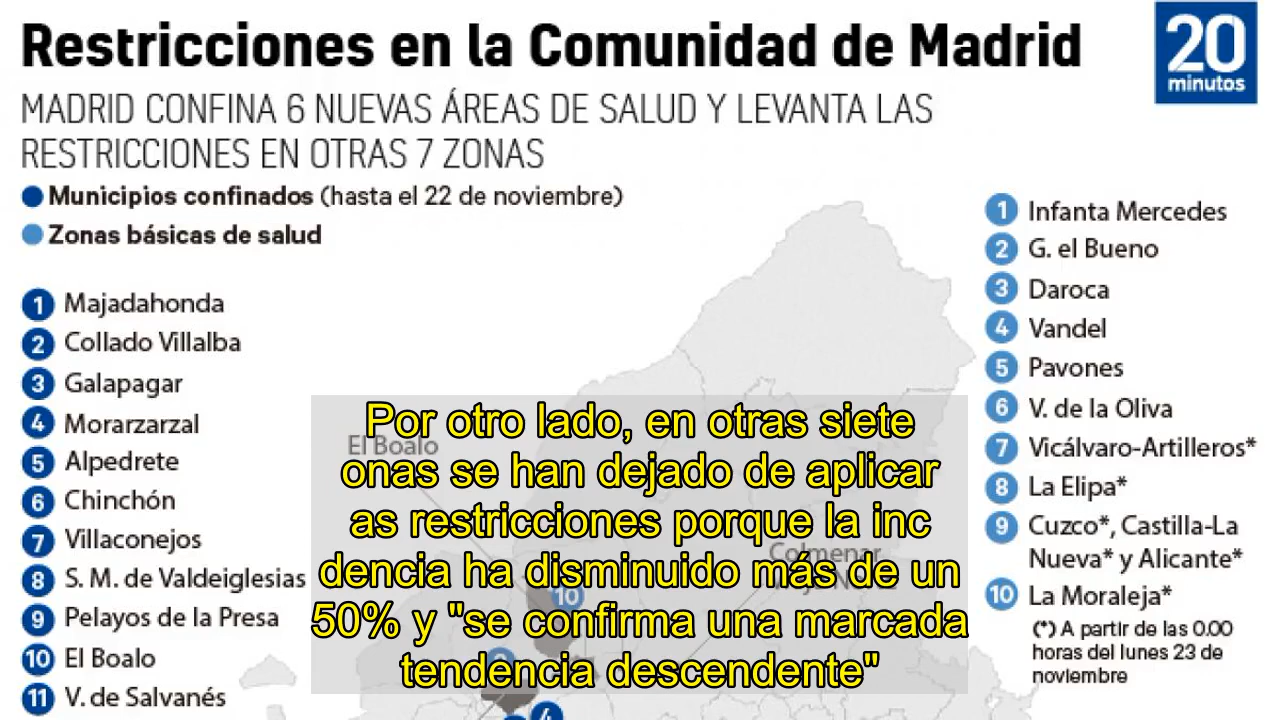 Restricciones en la Comunidad de Madrid
20
minutos
MADRID CONFINA 6 NUEVAS ÁREAS DE SALUD Y LEVANTA LAS
RESTRICCIONES EN OTRAS 7 ZONAS
Municipios confinados (hasta el 22 de noviembre)
Zonas básicas de salud
1 Majadahonda
2 Collado Villalba
3 Galapagar
4 Morarzarzal
5 Alpedrete
6 Chinchón
7 Villaconejos
8 S. M. de Valdeiglesias
9 Pelayos de la Presa
10 El Boalo
11 V. de Salvanés
El Boalo
Colmenar
10
4
Por otro lado, en otras siete
onas se han dejado de aplicar
as restricciones porque la inc
dencia ha disminuido más de un
50% y "se confirma una marcada
tendencia descendente"
1 Infanta Mercedes
2 G. el Bueno
3 Daroca
4 Vandel
5 Pavones
6 V. de la Oliva
7 Vicálvaro-Artilleros*
8 La Elipa*
9 Cuzco*, Castilla-La
Nueva* y Alicante*
10 La Moraleja*
(*) A partir de las 0.00
horas del lunes 23 de
noviembre